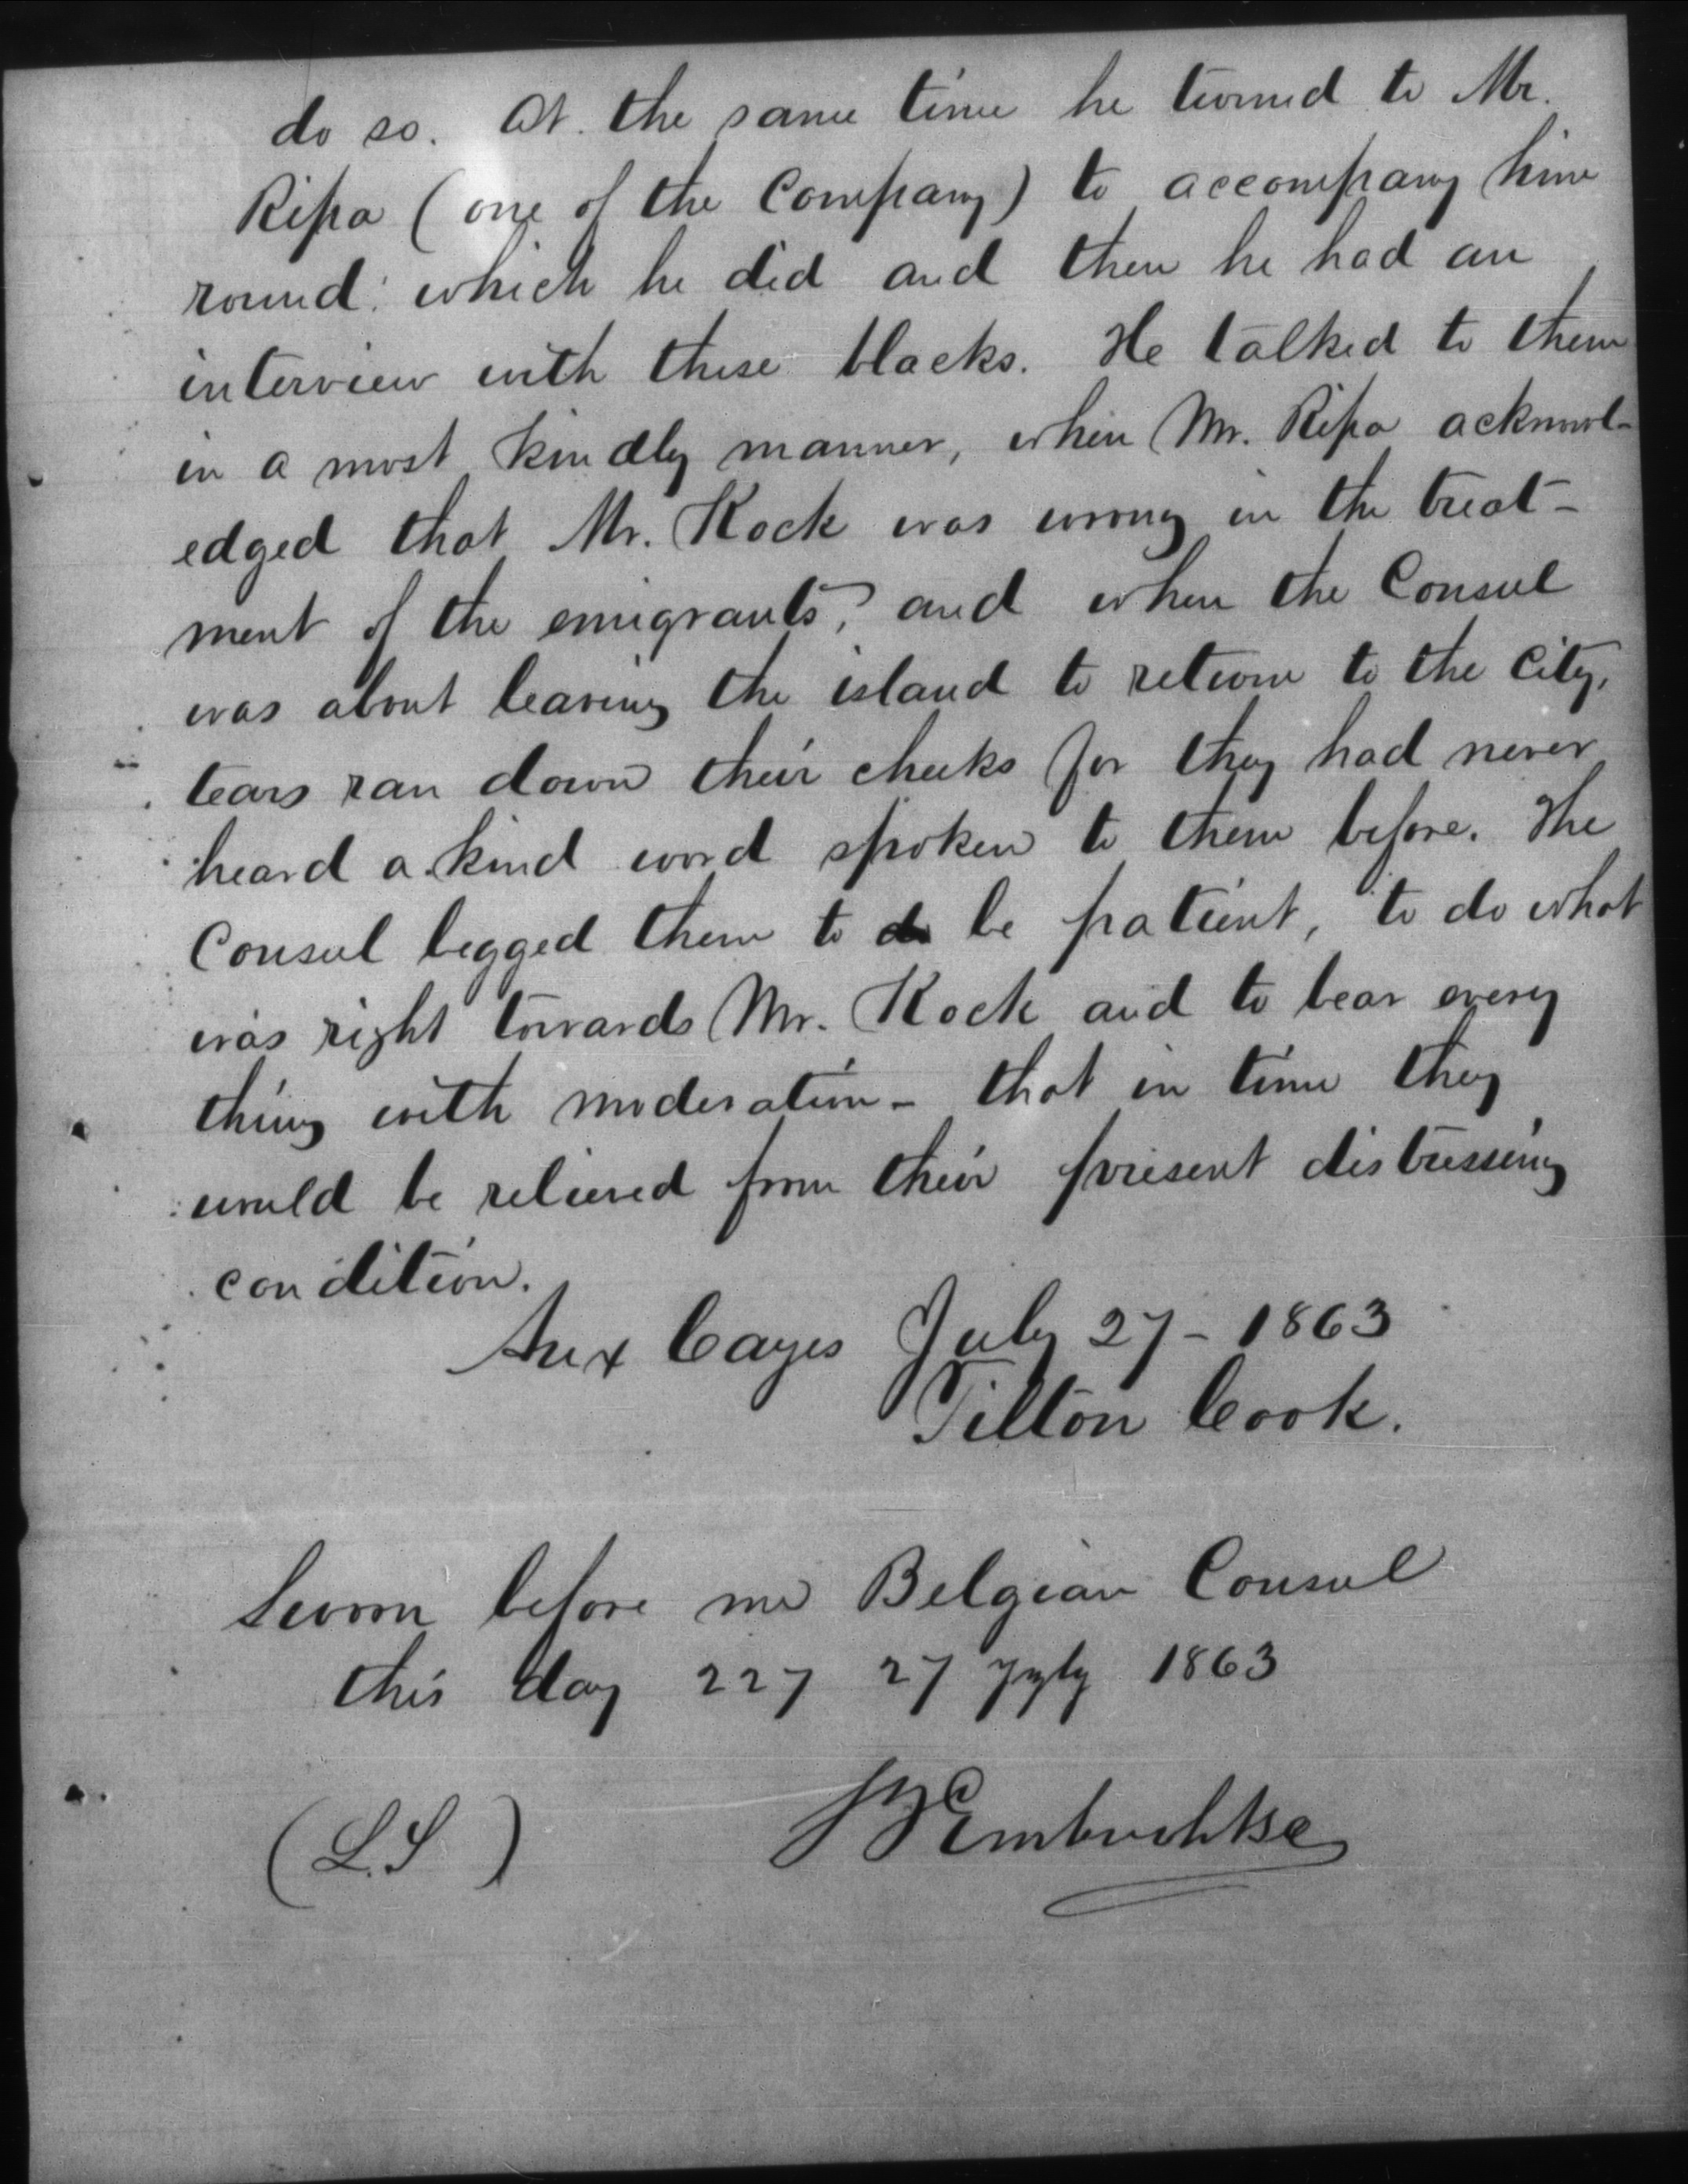 do so. At the same time he turned to Mr.
Ripa (one of the Company) to accompany him
round which he did and then he had an
interview with these blacks. He talked to them
in a most kindly manner, when Mr. Ripa acknowl-
edged that Mr. Kock was wrong in the treat-
ment of the emigrants, and when the Consul
was about leaving the island to return to the City,
tears ran down their cheeks for they had never
heard a kind word spoken to them before. The
Consul begged them to do be patient, to do what
was right towards Mr. Kock and to bear every
thing with moderation - that in time they
would be relieved from their present distressing
condition.
Aux Cayes July 27 - 1863
Tilton Cook.
Sworn before me Belgian Consul
this day 227 27 July 1863
(L.S)